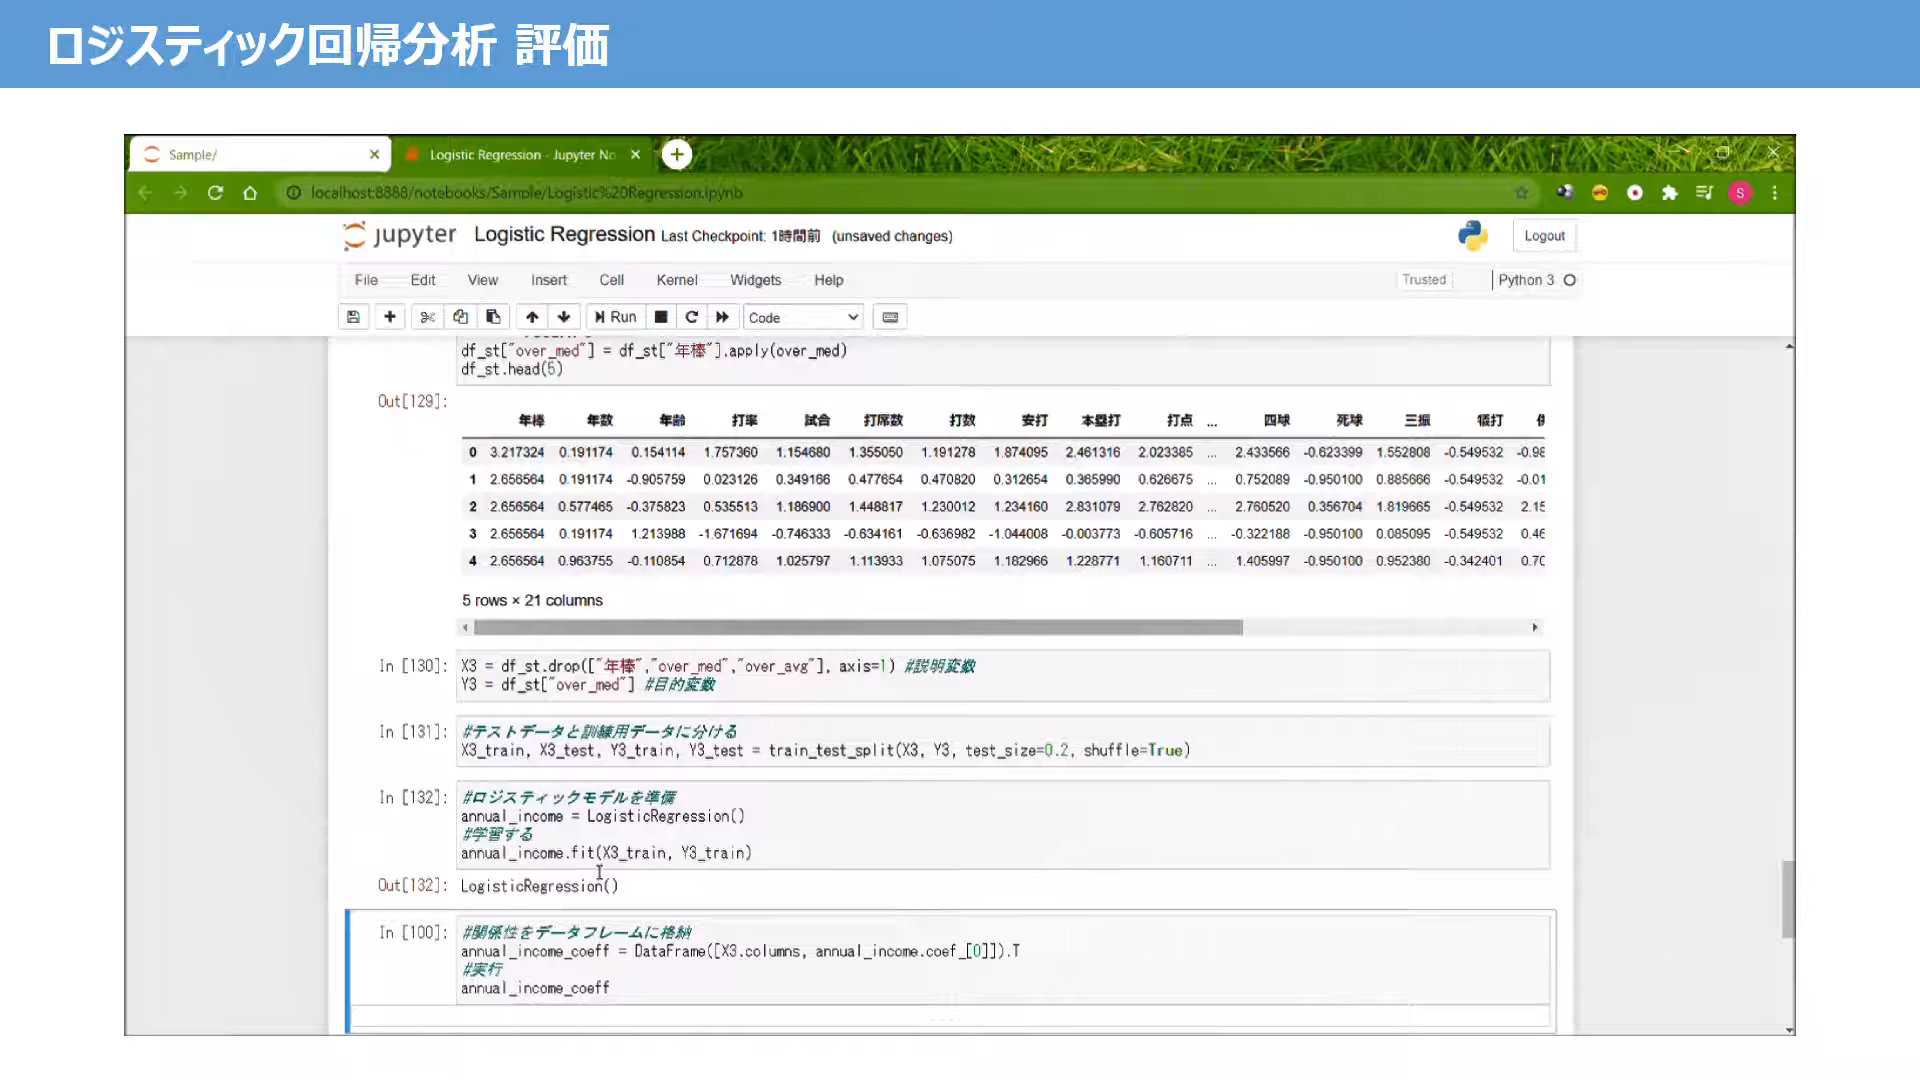 ロジスティック回帰分析 評価
Sample/
Logistic Regression - Jupyter No
localhost:8888/notebooks/Sample/Logistic%20Regression.ipynb
S
jupyter Logistic Regression Last Checkpoint: 1時間前 (unsaved changes)
Logout
File Edit View Insert Cell Kernel Widgets Help
Trusted Python 3
Run Code
df_st["over_med"] = df_st["年棒"].apply(over_med)
df_st.head(5)
Out[129]:
年棒 年数 年齢 打率 試合 打席数 打数 安打 本塁打 打点 ... 四球 死球 三振 犠打
0 3.217324 0.191174 0.154114 1.757360 1.154680 1.355050 1.191278 1.874095 2.461316 2.023385 ... 2.433566 -0.623399 1.552808 -0.549532 -0.98
1 2.656564 0.191174 -0.905759 0.023126 0.349166 0.477654 0.470820 0.312654 0.365990 0.626675 ... 0.752089 -0.950100 0.885666 -0.549532 -0.01
2 2.656564 0.577465 -0.375823 0.535513 1.186900 1.448817 1.230012 1.234160 2.831079 2.762820 ... 2.760520 0.356704 1.819665 -0.549532 2.15
3 2.656564 0.191174 1.213988 -1.671694 -0.746333 -0.634161 -0.636982 -1.044008 -0.003773 -0.605716 ... -0.322188 -0.950100 0.085095 -0.549532 0.46
4 2.656564 0.963755 -0.110854 0.712878 1.025797 1.113933 1.075075 1.182966 1.228771 1.160711 ... 1.405997 -0.950100 0.952380 -0.342401 0.70
5 rows × 21 columns
In [130]: X3 = df_st.drop(["年棒","over_med","over_avg"], axis=1) #説明変数
Y3 = df_st["over_med"] #目的変数
In [131]: #テストデータと訓練用データに分ける
X3_train, X3_test, Y3_train, Y3_test = train_test_split(X3, Y3, test_size=0.2, shuffle=True)
In [132]: #ロジスティックモデルを準備
annual_income = LogisticRegression()
#学習する
annual_income.fit(X3_train, Y3_train)
Out[132]: LogisticRegression()
In [100]: #関係性をデータフレームに格納
annual_income_coeff = DataFrame([X3.columns, annual_income.coef_[0]]).T
#実行
annual_income_coeff